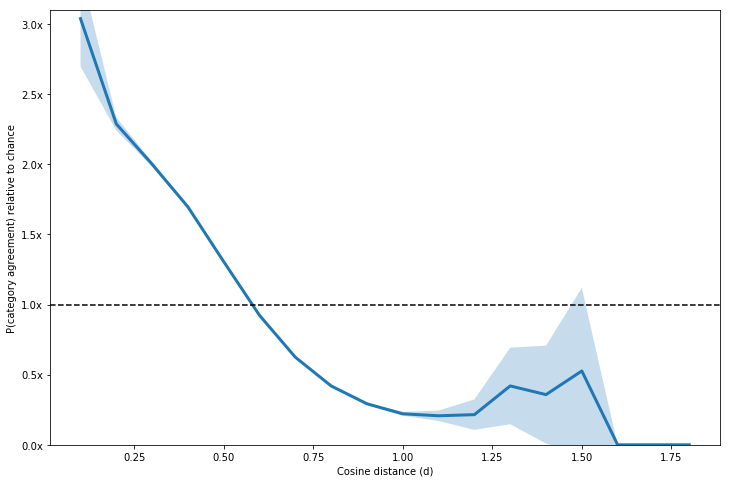 P(category agreement) relative to chance
3.0x
2.5x
2.0x
1.5x
1.0x
0.5x
0.0x
0.25 0.50 0.75 1.00 1.25 1.50 1.75
Cosine distance (d)